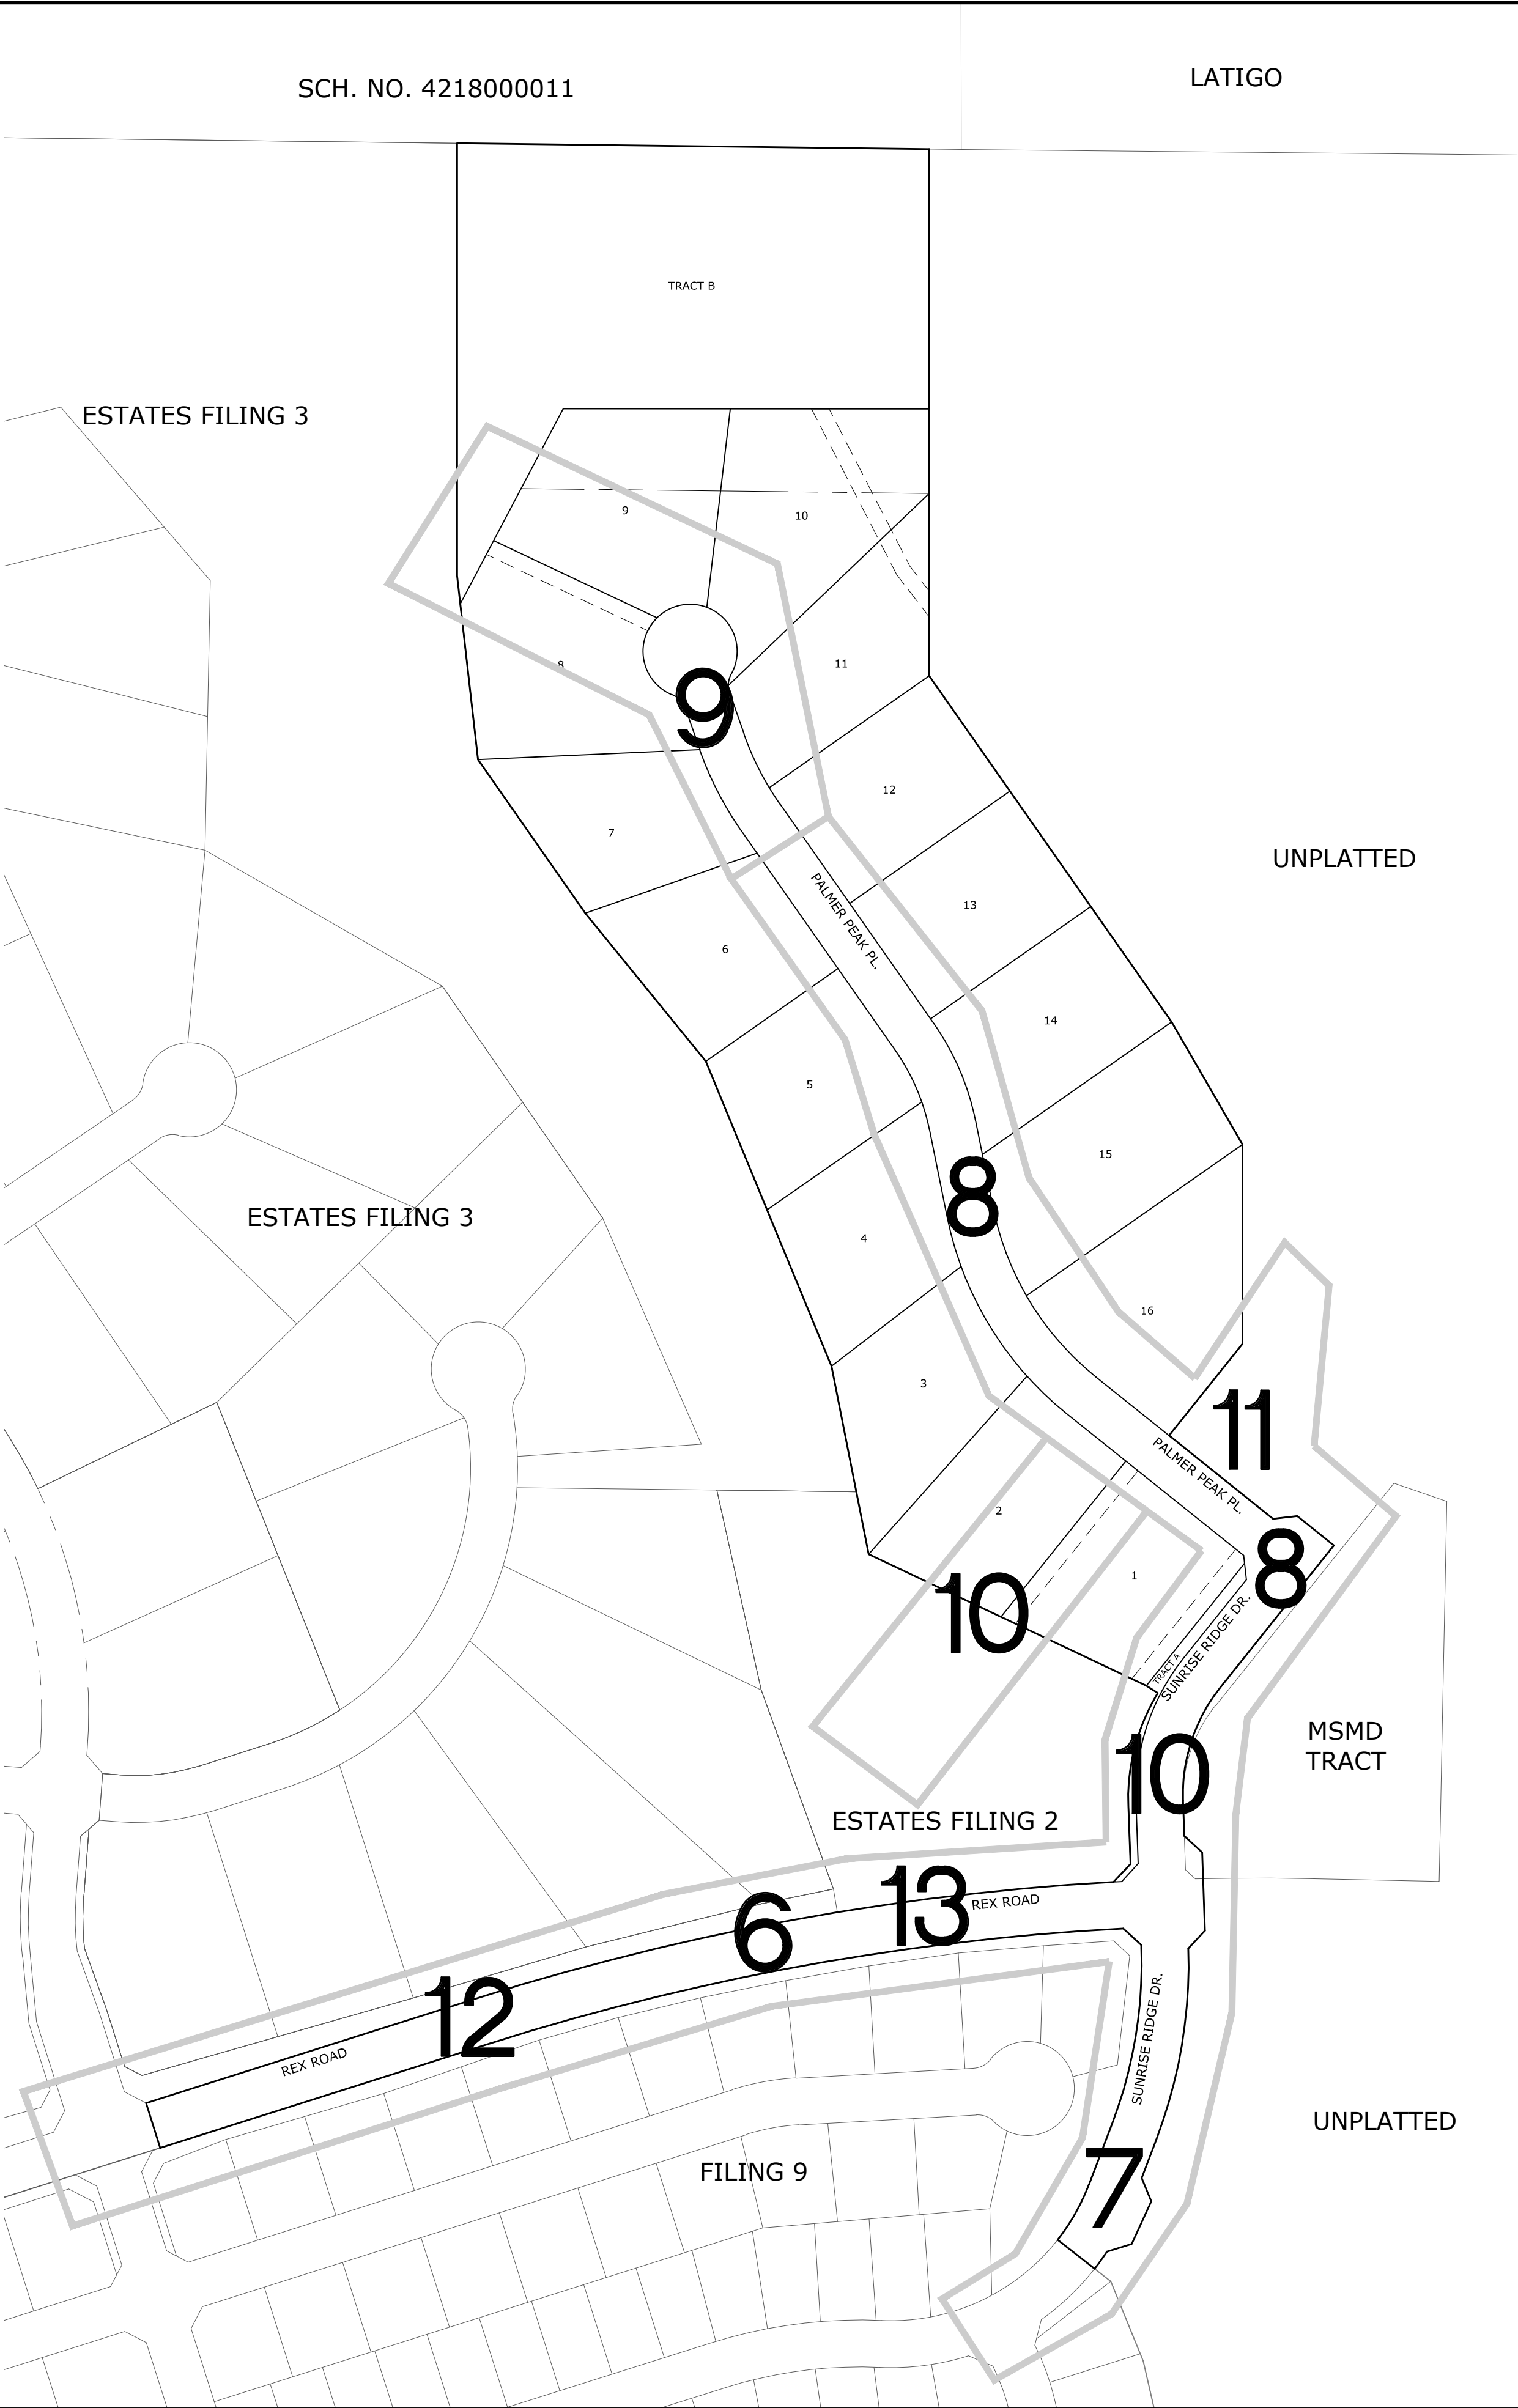 SCH. NO. 4218000011
LATIGO
TRACT B
ESTATES FILING 3
9
10
8
11
9
12
7
UNPLATTED
PALMER PEAK PL.
13
6
14
5
15
8
ESTATES FILING 3
4
16
3
11
PALMER PEAK PL.
2
8
1
10
SUNRISE RIDGE DR.
TRACT A
MSMD
TRACT
10
ESTATES FILING 2
13
REX ROAD
6
12
REX ROAD
SUNRISE RIDGE DR.
UNPLATTED
FILING 9
7